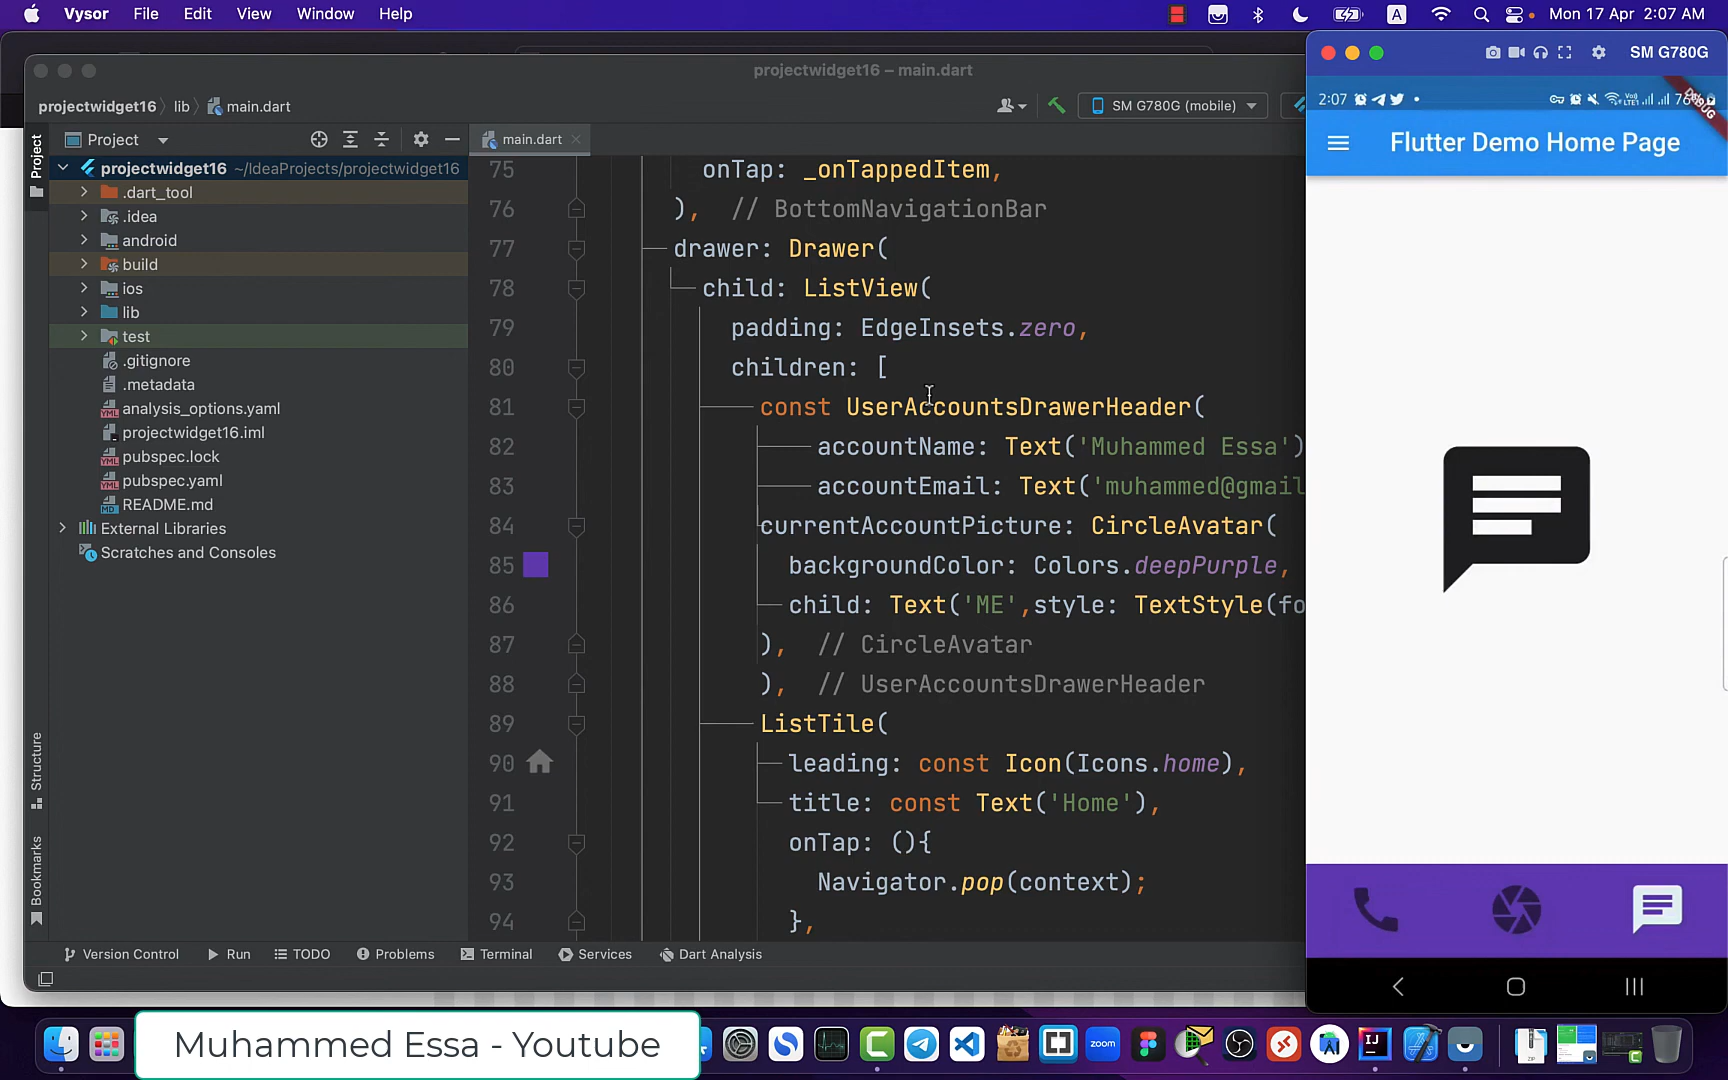 Vysor File Edit View Window Help A Mon 17 Apr 2:07 AM
projectwidget16 – main.dart
SM G780G
projectwidget16 lib main.dart
SM G780G (mobile)
2:07
DEBUG
Project
main.dart
Flutter Demo Home Page
Project
projectwidget16 ~/IdeaProjects/projectwidget16
.dart_tool
.idea
android
build
ios
lib
test
.gitignore
.metadata
analysis_options.yaml
projectwidget16.iml
pubspec.lock
pubspec.yaml
README.md
External Libraries
Scratches and Consoles
Structure
Bookmarks
75 onTap: _onTappedItem,
76 ), // BottomNavigationBar
77 drawer: Drawer(
78 child: ListView(
79 padding: EdgeInsets.zero,
80 children: [
81 const UserAccountsDrawerHeader(
82 accountName: Text('Muhammed Essa')
83 accountEmail: Text('muhammed@gmail
84 currentAccountPicture: CircleAvatar(
85 backgroundColor: Colors.deepPurple,
86 child: Text('ME',style: TextStyle(fo
87 ), // CircleAvatar
88 ), // UserAccountsDrawerHeader
89 ListTile(
90 leading: const Icon(Icons.home),
91 title: const Text('Home'),
92 onTap: (){
93 Navigator.pop(context);
94 },
Version Control Run TODO Problems Terminal Services Dart Analysis
Muhammed Essa - Youtube
zoom
IJ